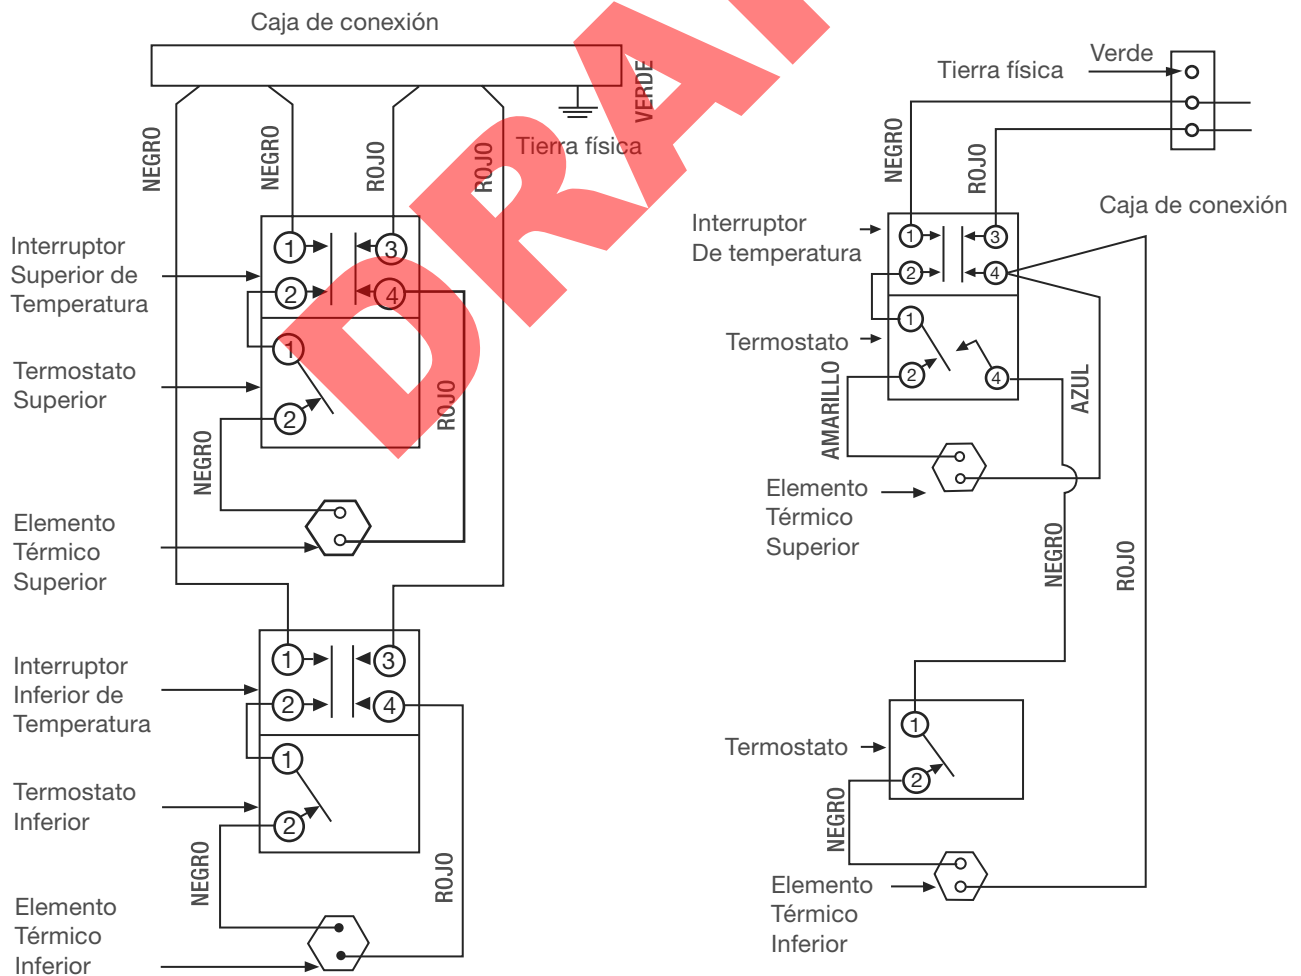 Caja de conexión
VERDE
Tierra física
NEGRO
NEGRO
ROJO
ROJO
Interruptor
Superior de
Temperatura
1
3
2
4
Termostato
Superior
1
2
ROJO
NEGRO
Elemento
Térmico
Superior
Interruptor
Inferior de
Temperatura
1
3
2
4
Termostato
Inferior
1
2
NEGRO
ROJO
Elemento
Térmico
Inferior
DRA
Verde
Tierra física
NEGRO
ROJO
Caja de conexión
Interruptor
De temperatura
1
3
2
4
Termostato
1
2
4
AMARILLO
AZUL
Elemento
Térmico
Superior
NEGRO
ROJO
Termostato
1
2
NEGRO
Elemento
Térmico
Inferior